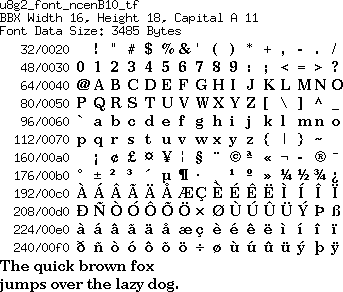 u8g2_font_ncenB10_tf
BBX Width 16, Height 18, Capital A 11
Font Data Size: 3485 Bytes
32/0020 ! " # $ % & ' ( ) * + , - . /
48/0030 0 1 2 3 4 5 6 7 8 9 : ; < = > ?
64/0040 @ A B C D E F G H I J K L M N O
80/0050 P Q R S T U V W X Y Z [ \ ] ^ _
96/0060 ` a b c d e f g h i j k l m n o
112/0070 p q r s t u v w x y z { | } ~
160/00a0 ¡ ¢ £ ¤ ¥ ¦ § ¨ © ª « ¬ - ® ¯
176/00b0 ° ± ² ³ ´ µ ¶ · ¸ ¹ º » ¼ ½ ¾ ¿
192/00c0 À Á Â Ã Ä Å Æ Ç È É Ê Ë Ì Í Î Ï
208/00d0 Ð Ñ Ò Ó Ô Õ Ö × Ø Ù Ú Û Ü Ý Þ ß
224/00e0 à á â ã ä å æ ç è é ê ë ì í î ï
240/00f0 ð ñ ò ó ô õ ö ÷ ø ù ú û ü ý þ ÿ
The quick brown fox
jumps over the lazy dog.